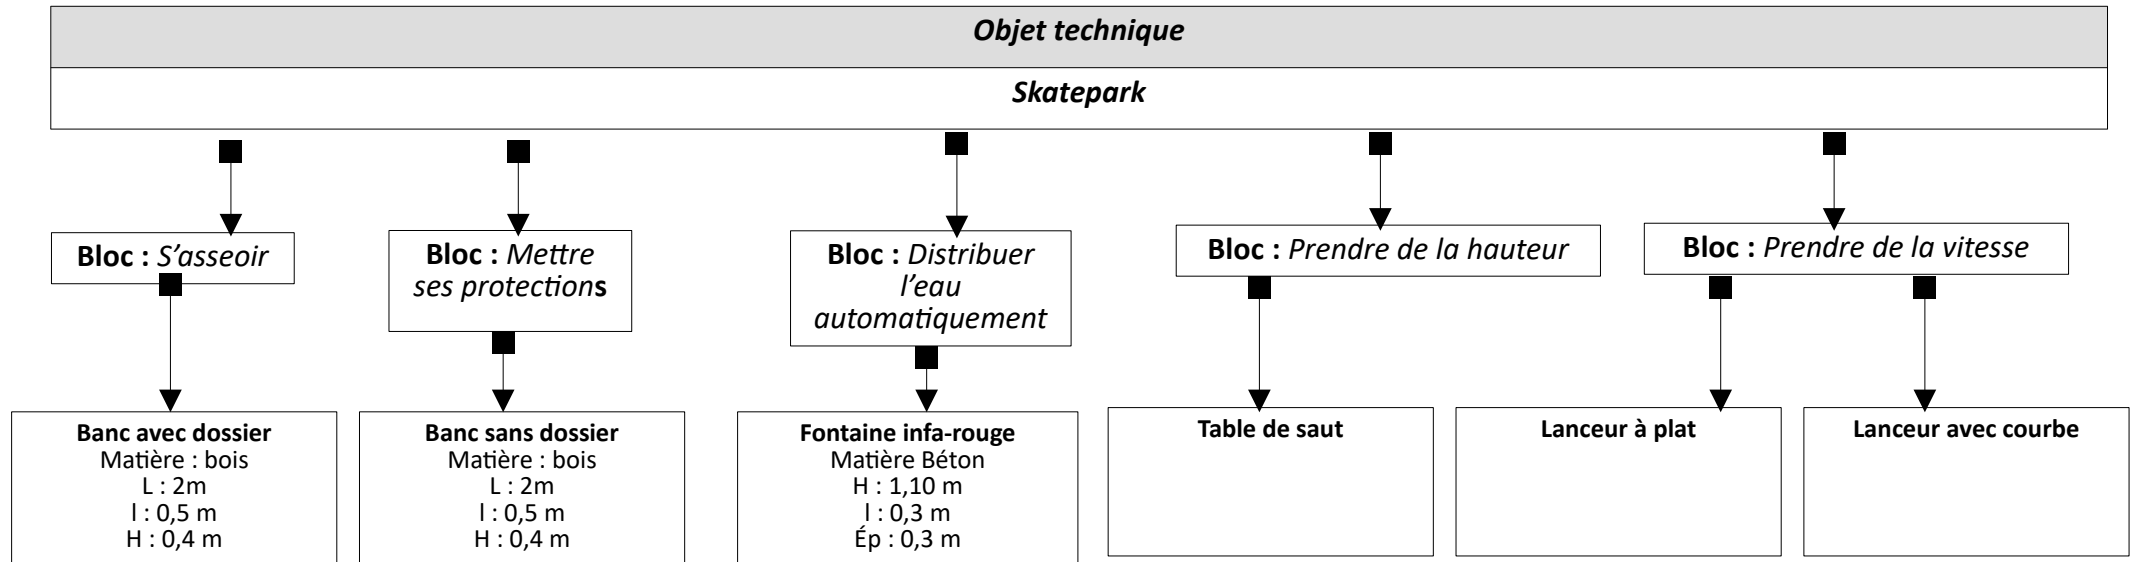 Objet technique
Skatepark
Bloc : S’asseoir
Bloc : Mettre
ses protections
Bloc : Distribuer
l’eau
automatiquement
Bloc : Prendre de la hauteur
Bloc : Prendre de la vitesse
Banc avec dossier
Matière : bois
L : 2m
l : 0,5 m
H : 0,4 m
Banc sans dossier
Matière : bois
L : 2m
l : 0,5 m
H : 0,4 m
Fontaine infa-rouge
Matière Béton
H : 1,10 m
l : 0,3 m
Ép : 0,3 m
Table de saut
Lanceur à plat
Lanceur avec courbe